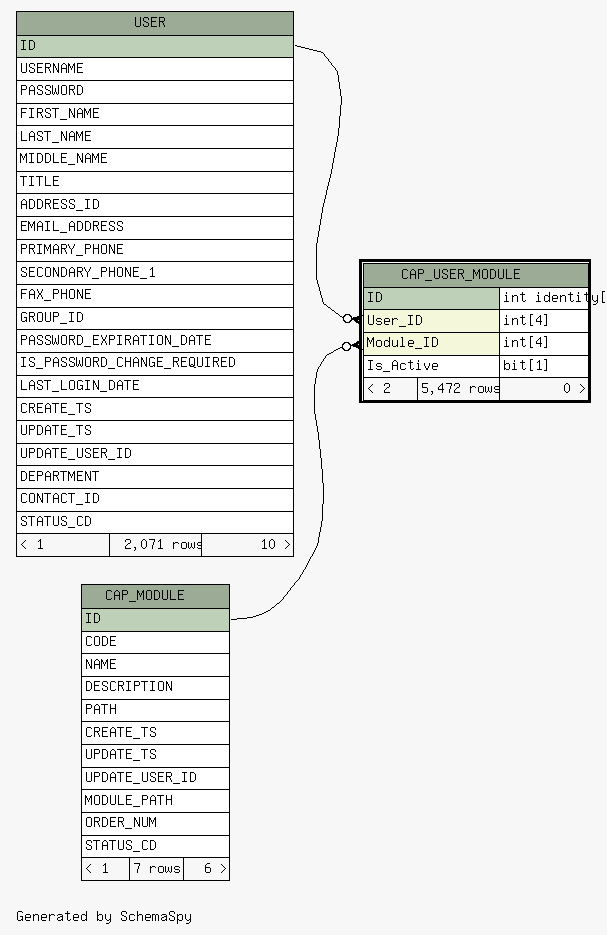 USER
ID
USERNAME
PASSWORD
FIRST_NAME
LAST_NAME
MIDDLE_NAME
TITLE
ADDRESS_ID
EMAIL_ADDRESS
PRIMARY_PHONE
SECONDARY_PHONE_1
FAX_PHONE
GROUP_ID
PASSWORD_EXPIRATION_DATE
IS_PASSWORD_CHANGE_REQUIRED
LAST_LOGIN_DATE
CREATE_TS
UPDATE_TS
UPDATE_USER_ID
DEPARTMENT
CONTACT_ID
STATUS_CD
< 1 2,071 rows 10 >
CAP_USER_MODULE
ID int identity[
User_ID int[4]
Module_ID int[4]
Is_Active bit[1]
< 2 5,472 rows 0 >
CAP_MODULE
ID
CODE
NAME
DESCRIPTION
PATH
CREATE_TS
UPDATE_TS
UPDATE_USER_ID
MODULE_PATH
ORDER_NUM
STATUS_CD
< 1 7 rows 6 >
Generated by SchemaSpy